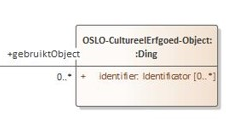 OSLO-CultureelErfgoed-Object:
:Ding
+gebruiktObject
0..*
+ identifier: Identificator [0..*]